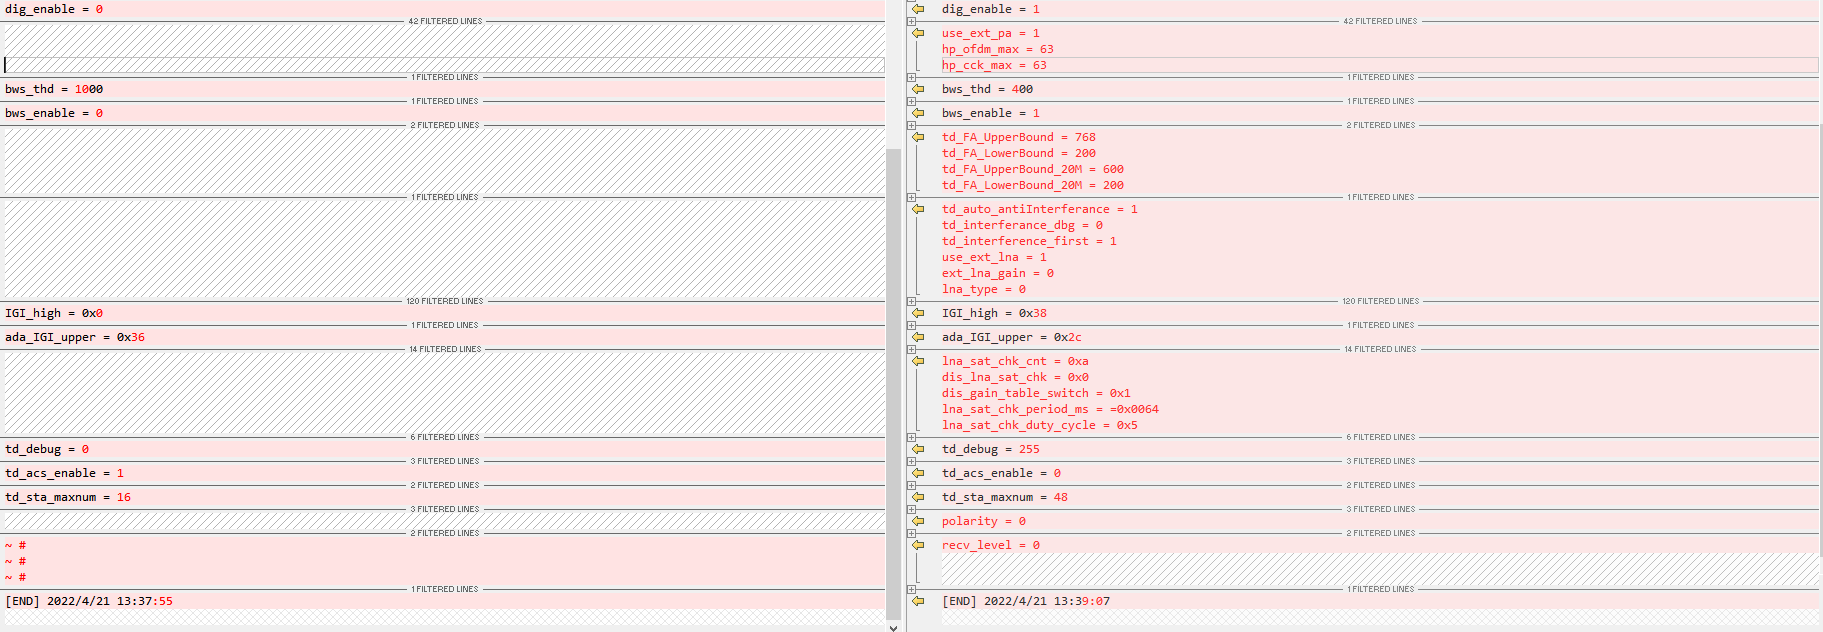 dig_enable = 0
42 FILTERED LINES
1 FILTERED LINES
bws_thd = 1000
1 FILTERED LINES
bws_enable = 0
2 FILTERED LINES
1 FILTERED LINES
120 FILTERED LINES
IGI_high = 0x0
1 FILTERED LINES
ada_IGI_upper = 0x36
14 FILTERED LINES
6 FILTERED LINES
td_debug = 0
3 FILTERED LINES
td_acs_enable = 1
2 FILTERED LINES
td_sta_maxnum = 16
3 FILTERED LINES
2 FILTERED LINES
~ #
~ #
~ #
1 FILTERED LINES
[END] 2022/4/21 13:37:55
dig_enable = 1
42 FILTERED LINES
use_ext_pa = 1
hp_ofdm_max = 63
hp_cck_max = 63
1 FILTERED LINES
bws_thd = 400
1 FILTERED LINES
bws_enable = 1
2 FILTERED LINES
td_FA_UpperBound = 768
td_FA_LowerBound = 200
td_FA_UpperBound_20M = 600
td_FA_LowerBound_20M = 200
1 FILTERED LINES
td_auto_antiInterferance = 1
td_interferance_dbg = 0
td_interference_first = 1
use_ext_lna = 1
ext_lna_gain = 0
lna_type = 0
120 FILTERED LINES
IGI_high = 0x38
1 FILTERED LINES
ada_IGI_upper = 0x2c
14 FILTERED LINES
lna_sat_chk_cnt = 0xa
dis_lna_sat_chk = 0x0
dis_gain_table_switch = 0x1
lna_sat_chk_period_ms = =0x0064
lna_sat_chk_duty_cycle = 0x5
6 FILTERED LINES
td_debug = 255
3 FILTERED LINES
td_acs_enable = 0
2 FILTERED LINES
td_sta_maxnum = 48
3 FILTERED LINES
polarity = 0
2 FILTERED LINES
recv_level = 0
1 FILTERED LINES
[END] 2022/4/21 13:39:07